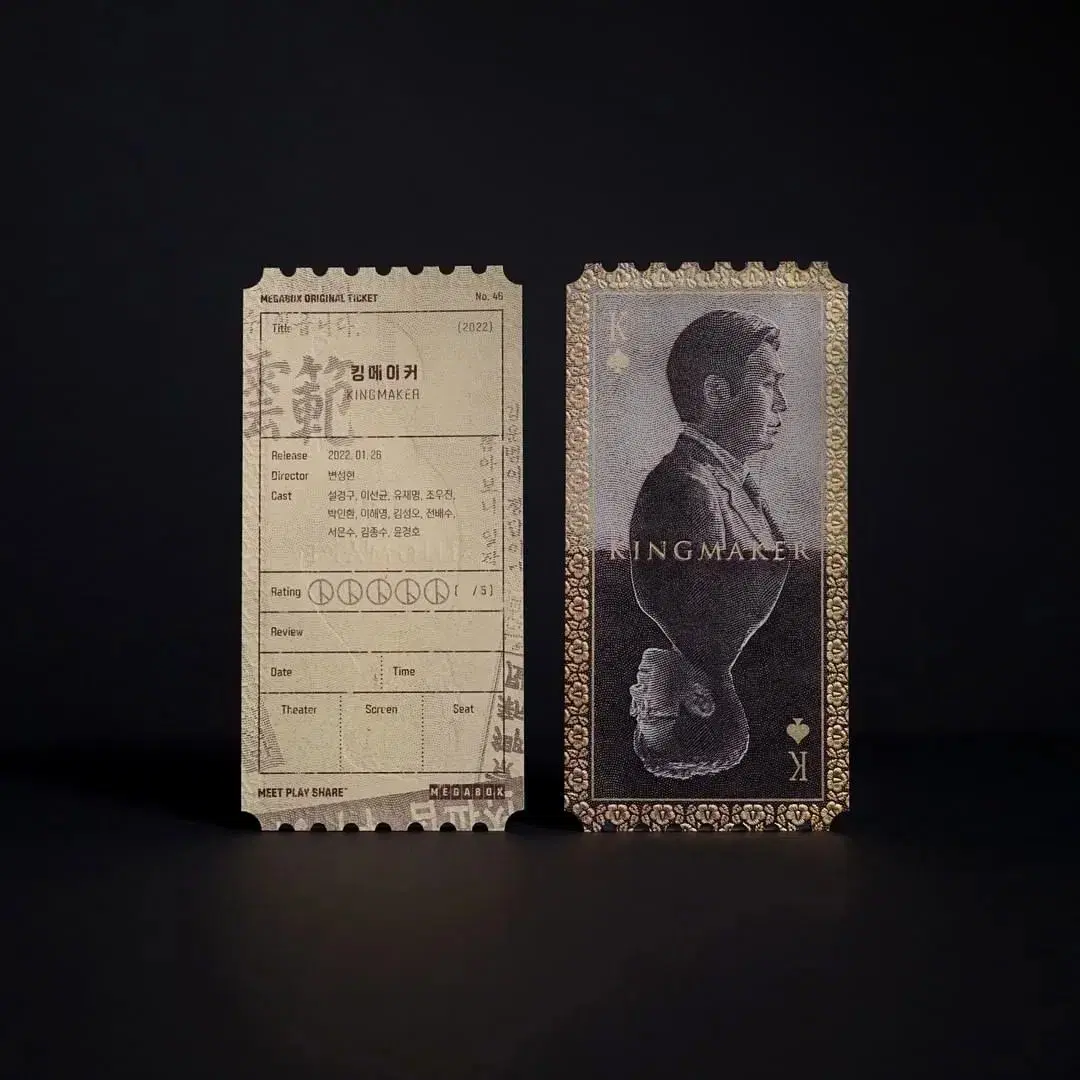 MEGABOX ORIGINAL TICKET
No. 46
Title
(2022)
雲範
킹메이커
KINGMAKER
Release 2022. 01. 26
Director 변성현
Cast 설경구, 이선균, 유재명, 조우진,
박인환, 이해영, 김성오, 전배수,
서은수, 김종수, 윤경호
Rating ( / 5)
Review
Date Time
Theater Screen Seat
MEET PLAY SHARE™
MEGABOX
K
KINGMAKER
K